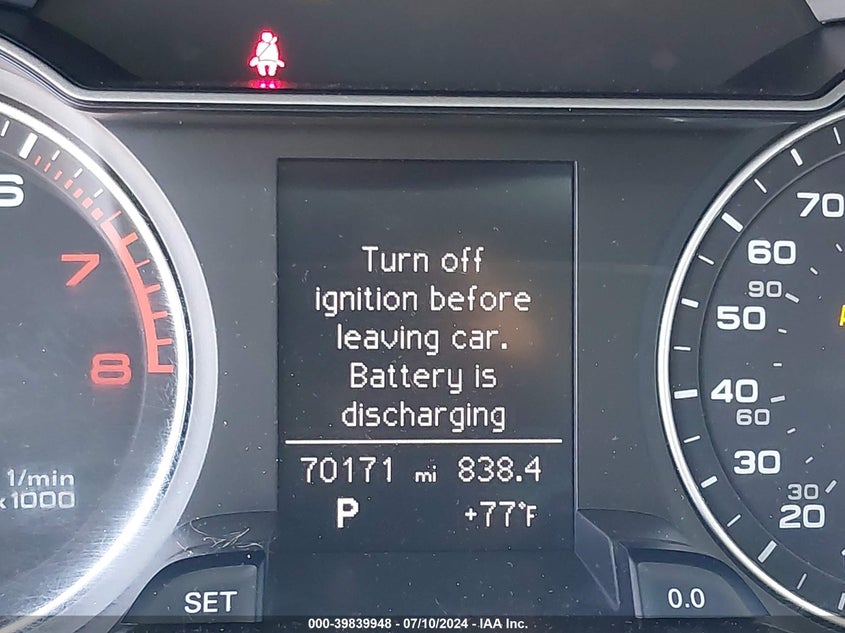 6
7
8
1/min
x1000
Turn off
ignition before
leaving car.
Battery is
discharging
70171 mi 838.4
P +77°F
70
60
90
50
40
60
30
30
20
SET
0.0
000-39839948 - 07/10/2024 - IAA Inc.